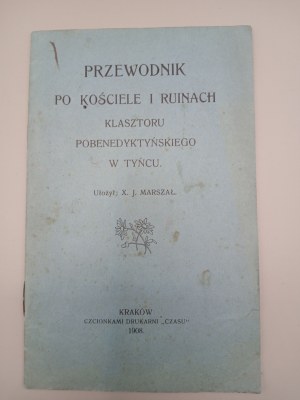 PRZEWODNIK
PO KOŚCIELE I RUINACH
KLASZTORU
POBENEDYKTYŃSKIEGO
W TYŃCU.
Ułożył: X. J. MARSZAŁ.
KRAKÓW
CZCIONKAMI DRUKARNI „CZASU”
1908.